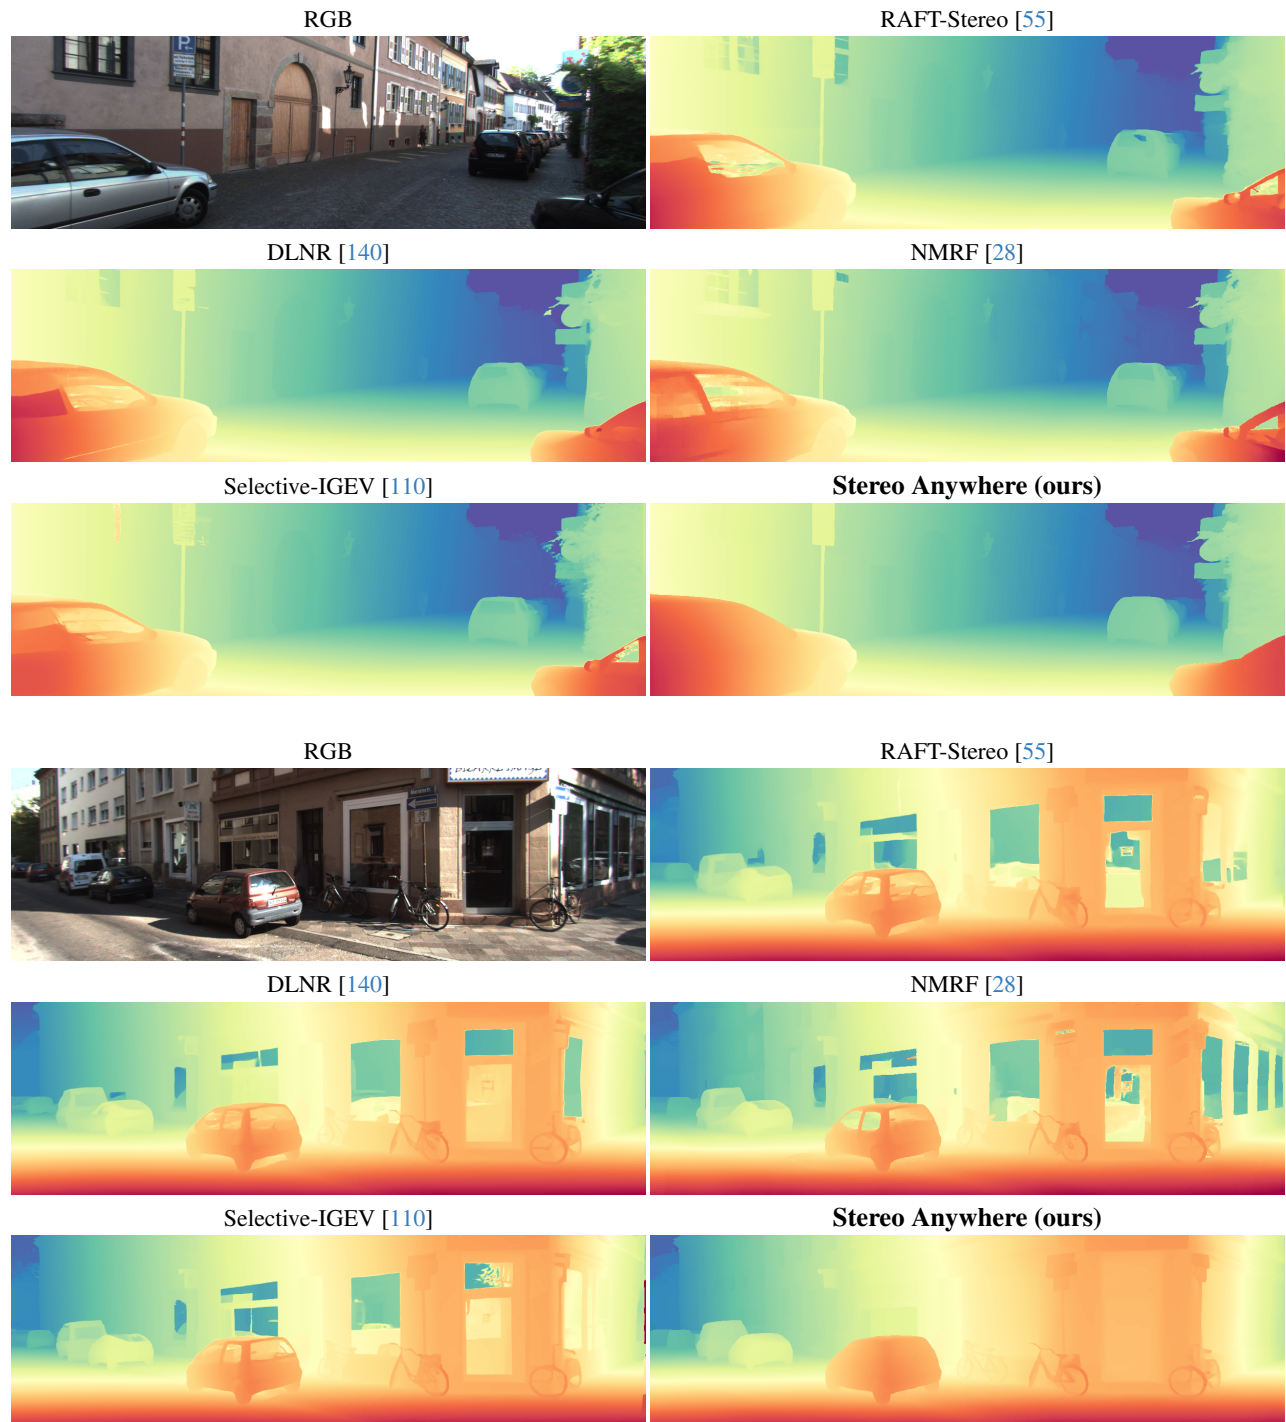 RGB
RAFT-Stereo [55]
P
DLNR [140]
NMRF [28]
Selective-IGEV [110]
Stereo Anywhere (ours)
RGB
RAFT-Stereo [55]
DLNR [140]
NMRF [28]
Selective-IGEV [110]
Stereo Anywhere (ours)